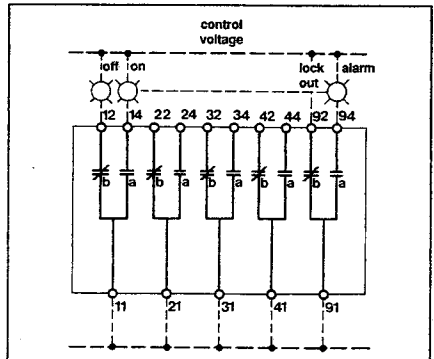 control
voltage
off on lock out alarm
12 14 22 24 32 34 42 44 92 94
b a b a b a b a b a
11 21 31 41 91